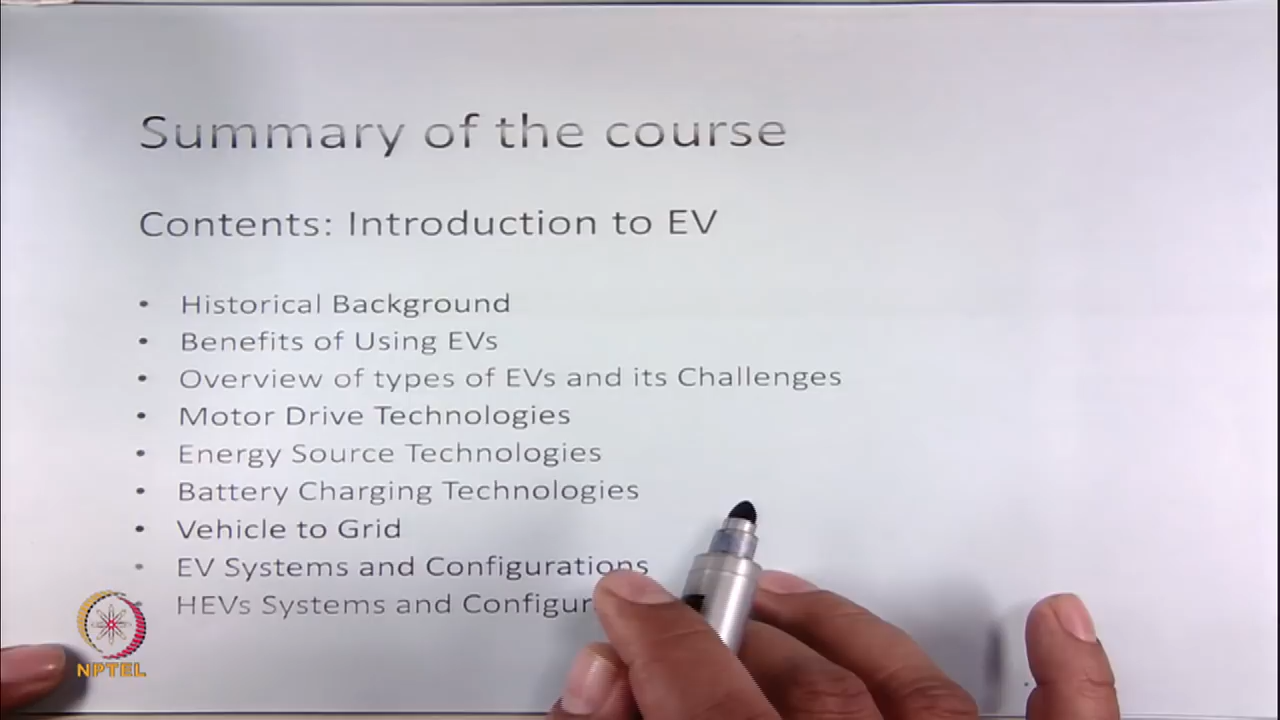 Summary of the course
Contents: Introduction to EV
• Historical Background
• Benefits of Using EVs
• Overview of types of EVs and its Challenges
• Motor Drive Technologies
• Energy Source Technologies
• Battery Charging Technologies
• Vehicle to Grid
• EV Systems and Configurations
HEVs Systems and
NPTEL